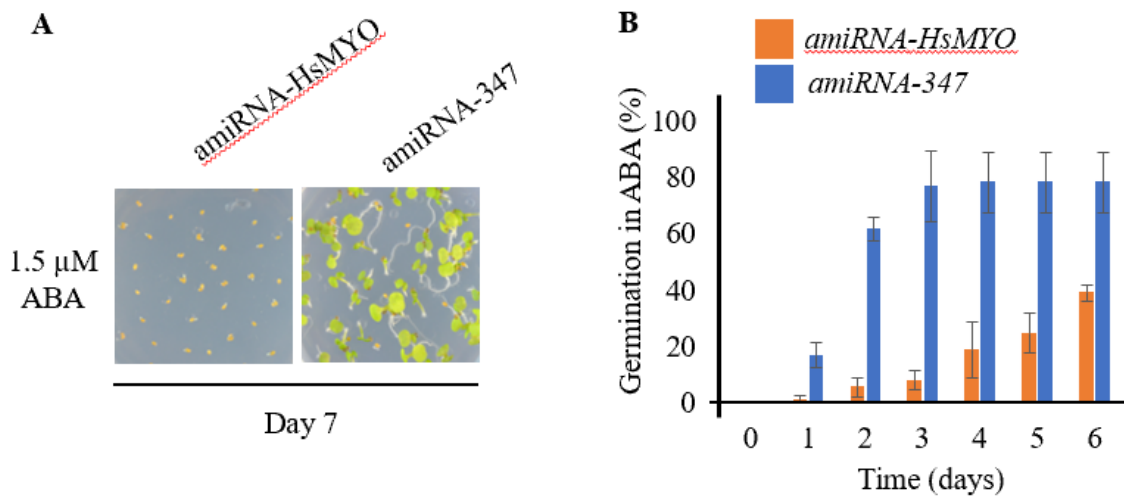 A
amiRNA-HsMYO
amiRNA-347
1.5 µM
ABA
Day 7
B
amiRNA-HsMYO
amiRNA-347
Germination in ABA (%)
100
80
60
40
20
0
0 1 2 3 4 5 6
Time (days)